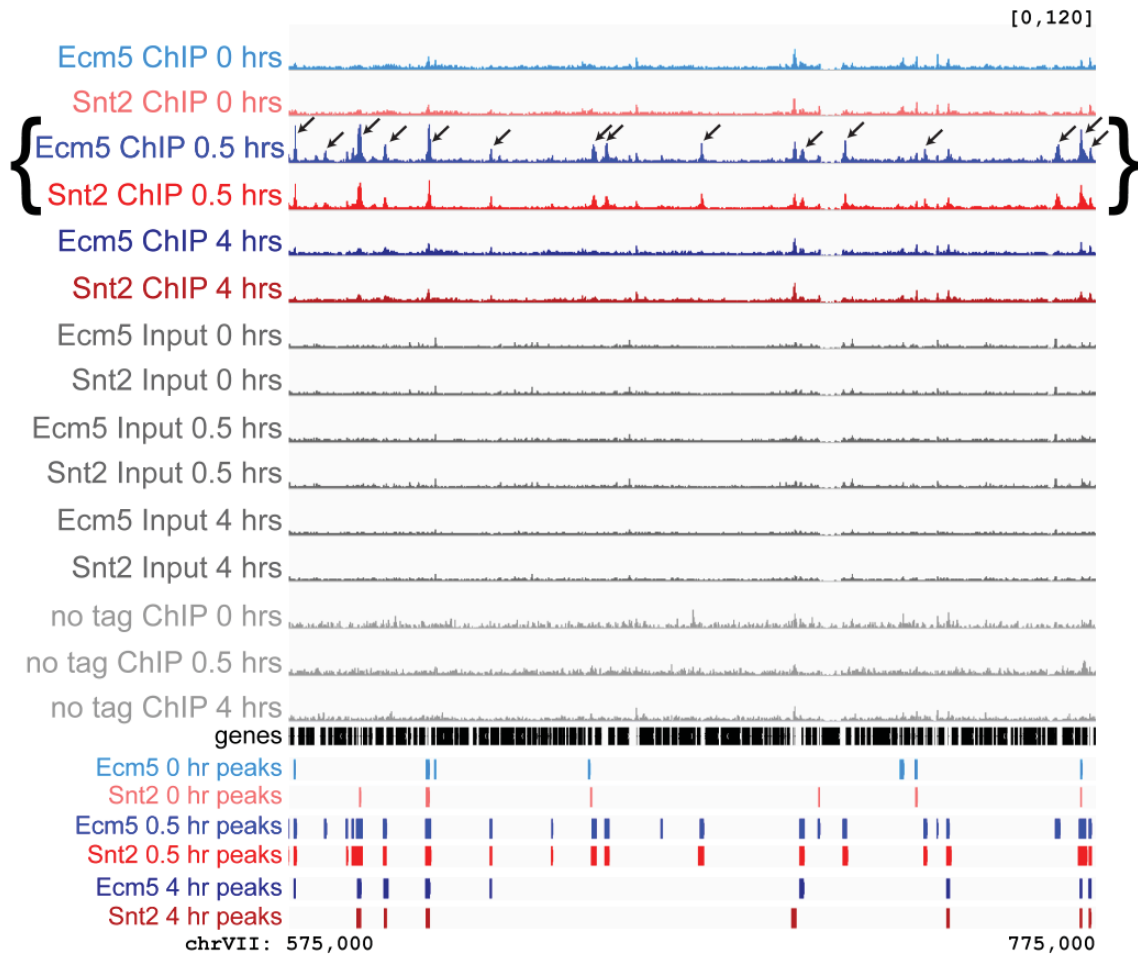 [0,120]
Ecm5 ChIP 0 hrs
Snt2 ChIP 0 hrs
Ecm5 ChIP 0.5 hrs
Snt2 ChIP 0.5 hrs
Ecm5 ChIP 4 hrs
Snt2 ChIP 4 hrs
Ecm5 Input 0 hrs
Snt2 Input 0 hrs
Ecm5 Input 0.5 hrs
Snt2 Input 0.5 hrs
Ecm5 Input 4 hrs
Snt2 Input 4 hrs
no tag ChIP 0 hrs
no tag ChIP 0.5 hrs
no tag ChIP 4 hrs
genes
Ecm5 0 hr peaks
Snt2 0 hr peaks
Ecm5 0.5 hr peaks
Snt2 0.5 hr peaks
Ecm5 4 hr peaks
Snt2 4 hr peaks
chrVII: 575,000 775,000